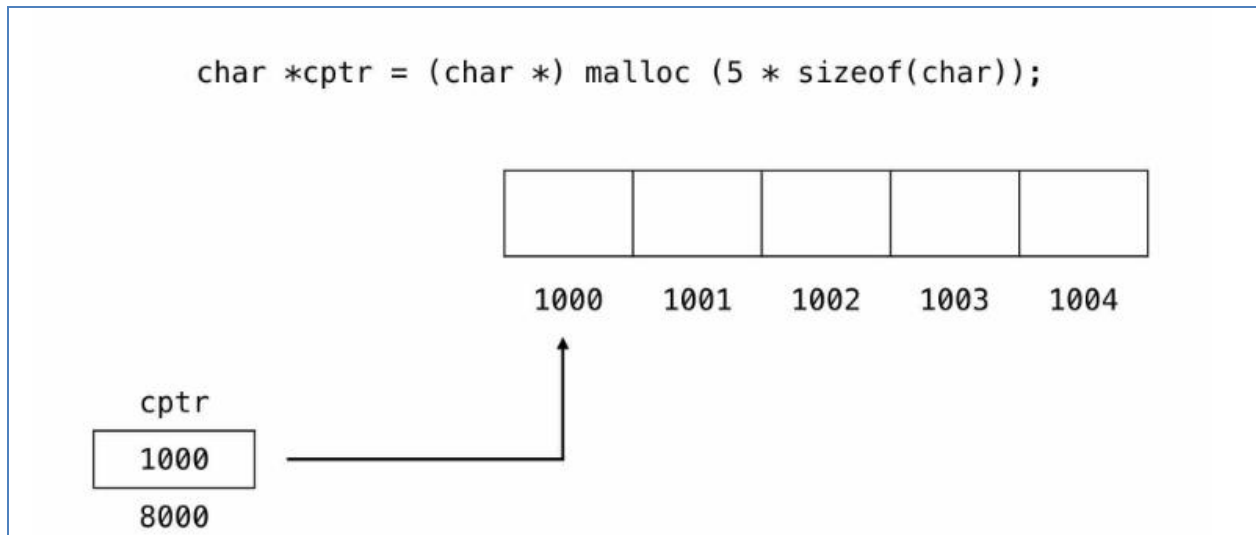 char *cptr = (char *) malloc (5 * sizeof(char));
1000 1001 1002 1003 1004
cptr
1000
8000